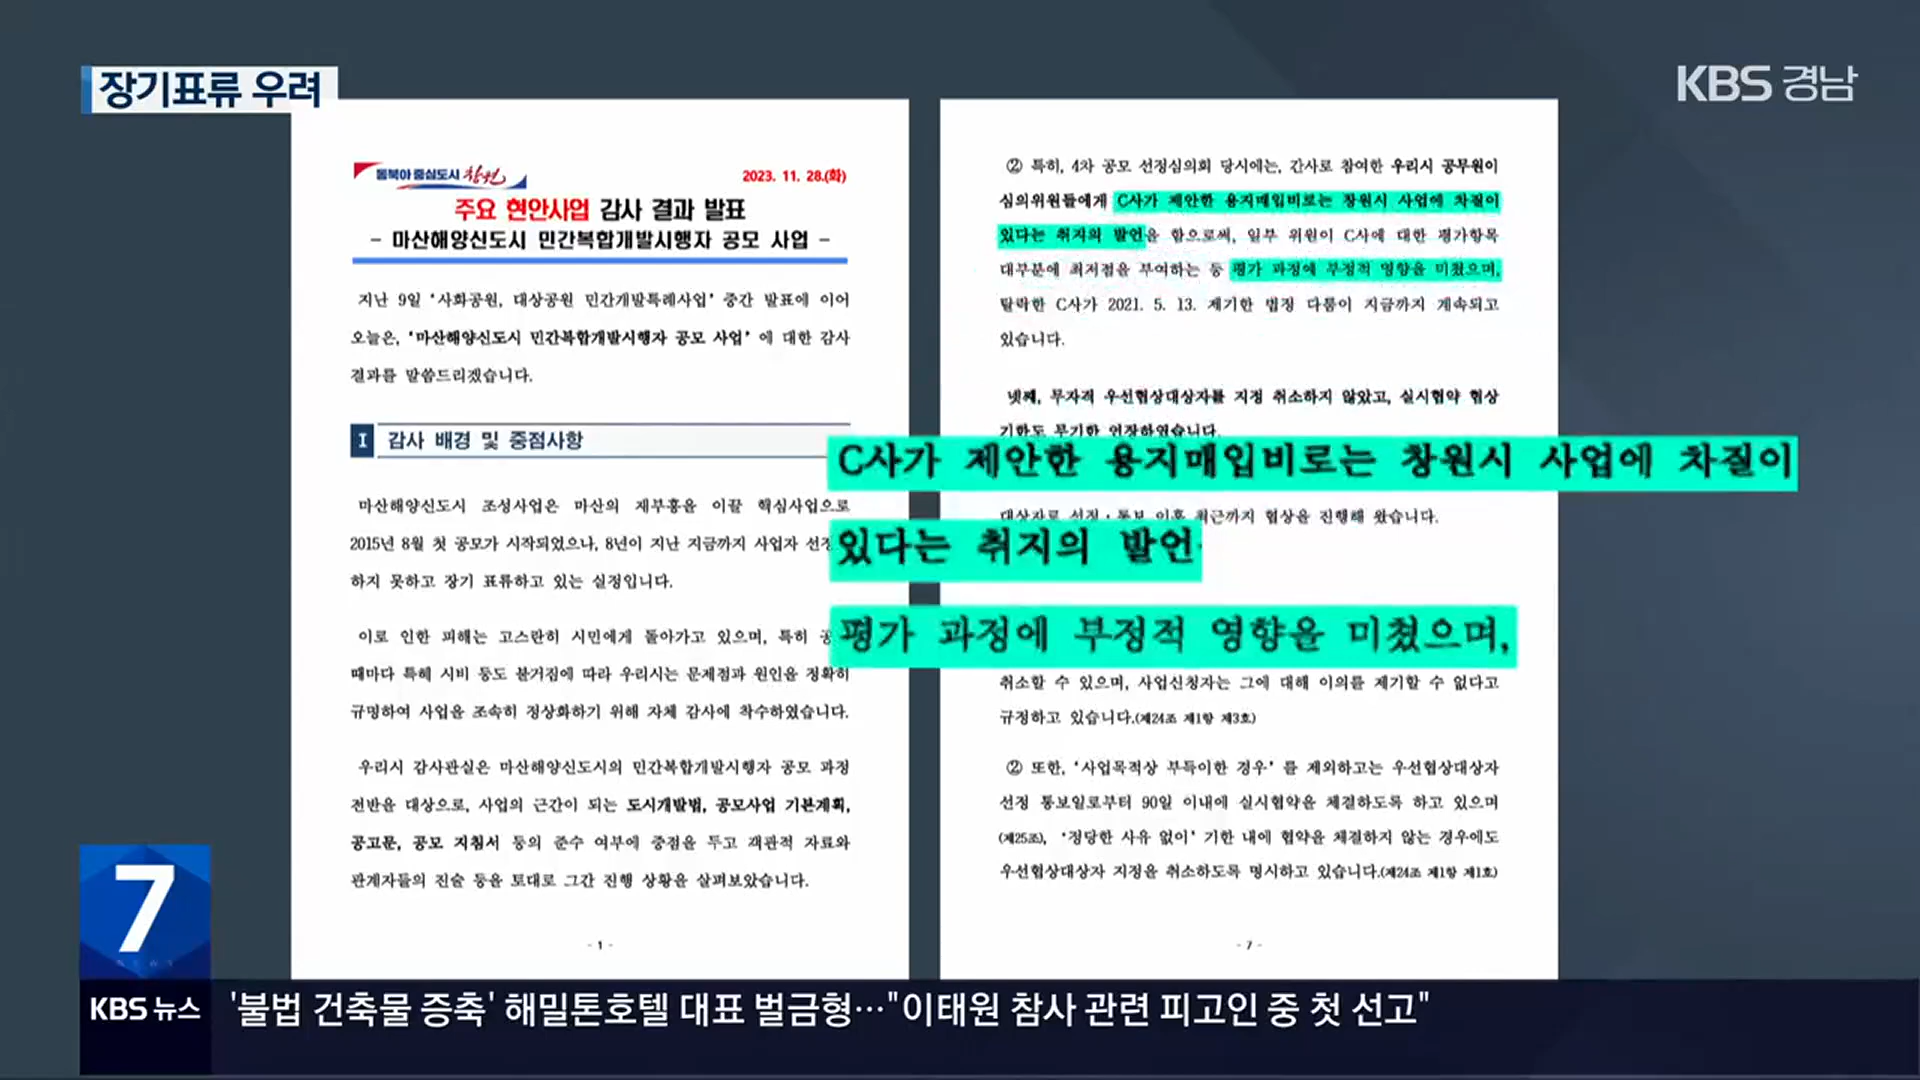 장기표류 우려
KBS 경남
동북아 중심도시 창원
2023. 11. 28.(화)
주요 현안사업 감사 결과 발표
- 마산해양신도시 민간복합개발시행자 공모 사업 -
지난 9일 '사화공원, 대상공원 민간개발특례사업' 중간 발표에 이어
오늘은, '마산해양신도시 민간복합개발시행자 공모 사업' 에 대한 감사
결과를 말씀드리겠습니다.
I 감사 배경 및 중점사항
마산해양신도시 조성사업은 마산의 재부흥을 이끌 핵심사업으로
2015년 8월 첫 공모가 시작되었으나, 8년이 지난 지금까지 사업자 선정
하지 못하고 장기 표류하고 있는 실정입니다.
이로 인한 피해는 고스란히 시민에게 돌아가고 있으며, 특히
때마다 특혜 시비 등도 불거짐에 따라 우리시는 문제점과 원인을 정확히
규명하여 사업을 조속히 정상화하기 위해 자체 감사에 착수하였습니다.
우리시 감사관실은 마산해양신도시의 민간복합개발시행자 공모 과정
전반을 대상으로, 사업의 근간이 되는 도시개발법, 공모사업 기본계획,
공고문, 공모 지침서 등의 준수 여부에 중점을 두고 객관적 자료와
관계자들의 진술 등을 토대로 그간 진행 상황을 살펴보았습니다.
- 1 -
② 특히, 4차 공모 선정심의회 당시에는, 간사로 참여한 우리시 공무원이
심의위원들에게 C사가 제안한 용지매입비로는 창원시 사업에 차질이
있다는 취지의 발언을 함으로써, 일부 위원이 C사에 대한 평가항목
대부분에 최저점을 부여하는 등 평가 과정에 부정적 영향을 미쳤으며,
탈락한 C사가 2021. 5. 13. 제기한 법정 다툼이 지금까지 계속되고
있습니다.
넷째, 무자격 우선협상대상자를 지정 취소하지 않았고, 실시협약 협상
기한도 무기한 연장하였습니다.
C사가 제안한 용지매입비로는 창원시 사업에 차질이
대상자로 선정·통보 이후 최근까지 협상을 진행해 왔습니다.
있다는 취지의 발언
평가 과정에 부정적 영향을 미쳤으며,
취소할 수 있으며, 사업신청자는 그에 대해 이의를 제기할 수 없다고
규정하고 있습니다.(제24조 제1항 제3호)
② 또한, '사업목적상 부득이한 경우' 를 제외하고는 우선협상대상자
선정 통보일로부터 90일 이내에 실시협약을 체결하도록 하고 있으며
(제25조), '정당한 사유 없이' 기한 내에 협약을 체결하지 않는 경우에도
우선협상대상자 지정을 취소하도록 명시하고 있습니다.(제24조 제1항 제1호)
- 7 -
7
NEWS
KBS 뉴스
'불법 건축물 증축' 해밀톤호텔 대표 벌금형…"이태원 참사 관련 피고인 중 첫 선고"